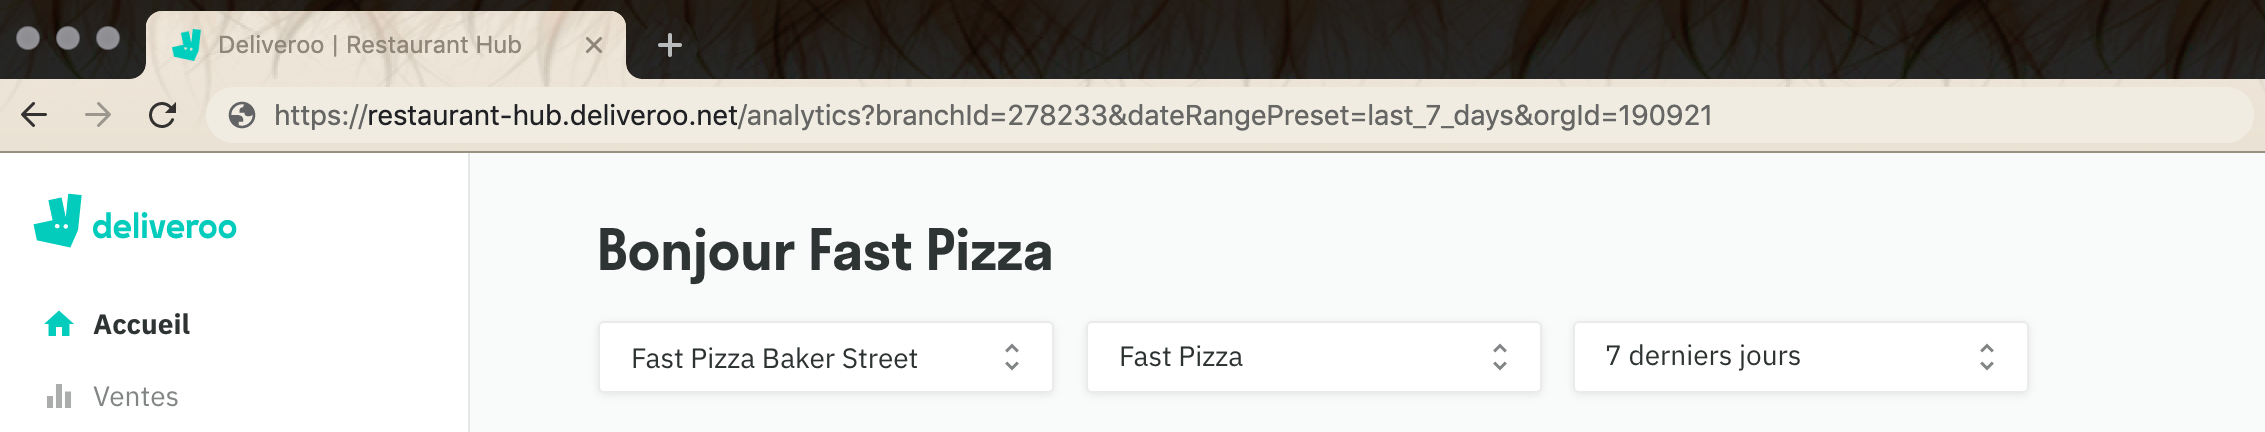 Deliveroo | Restaurant Hub
https://restaurant-hub.deliveroo.net/analytics?branchId=278233&dateRangePreset=last_7_days&orgId=190921
deliveroo
Bonjour Fast Pizza
Accueil
Fast Pizza Baker Street
Fast Pizza
7 derniers jours
Ventes